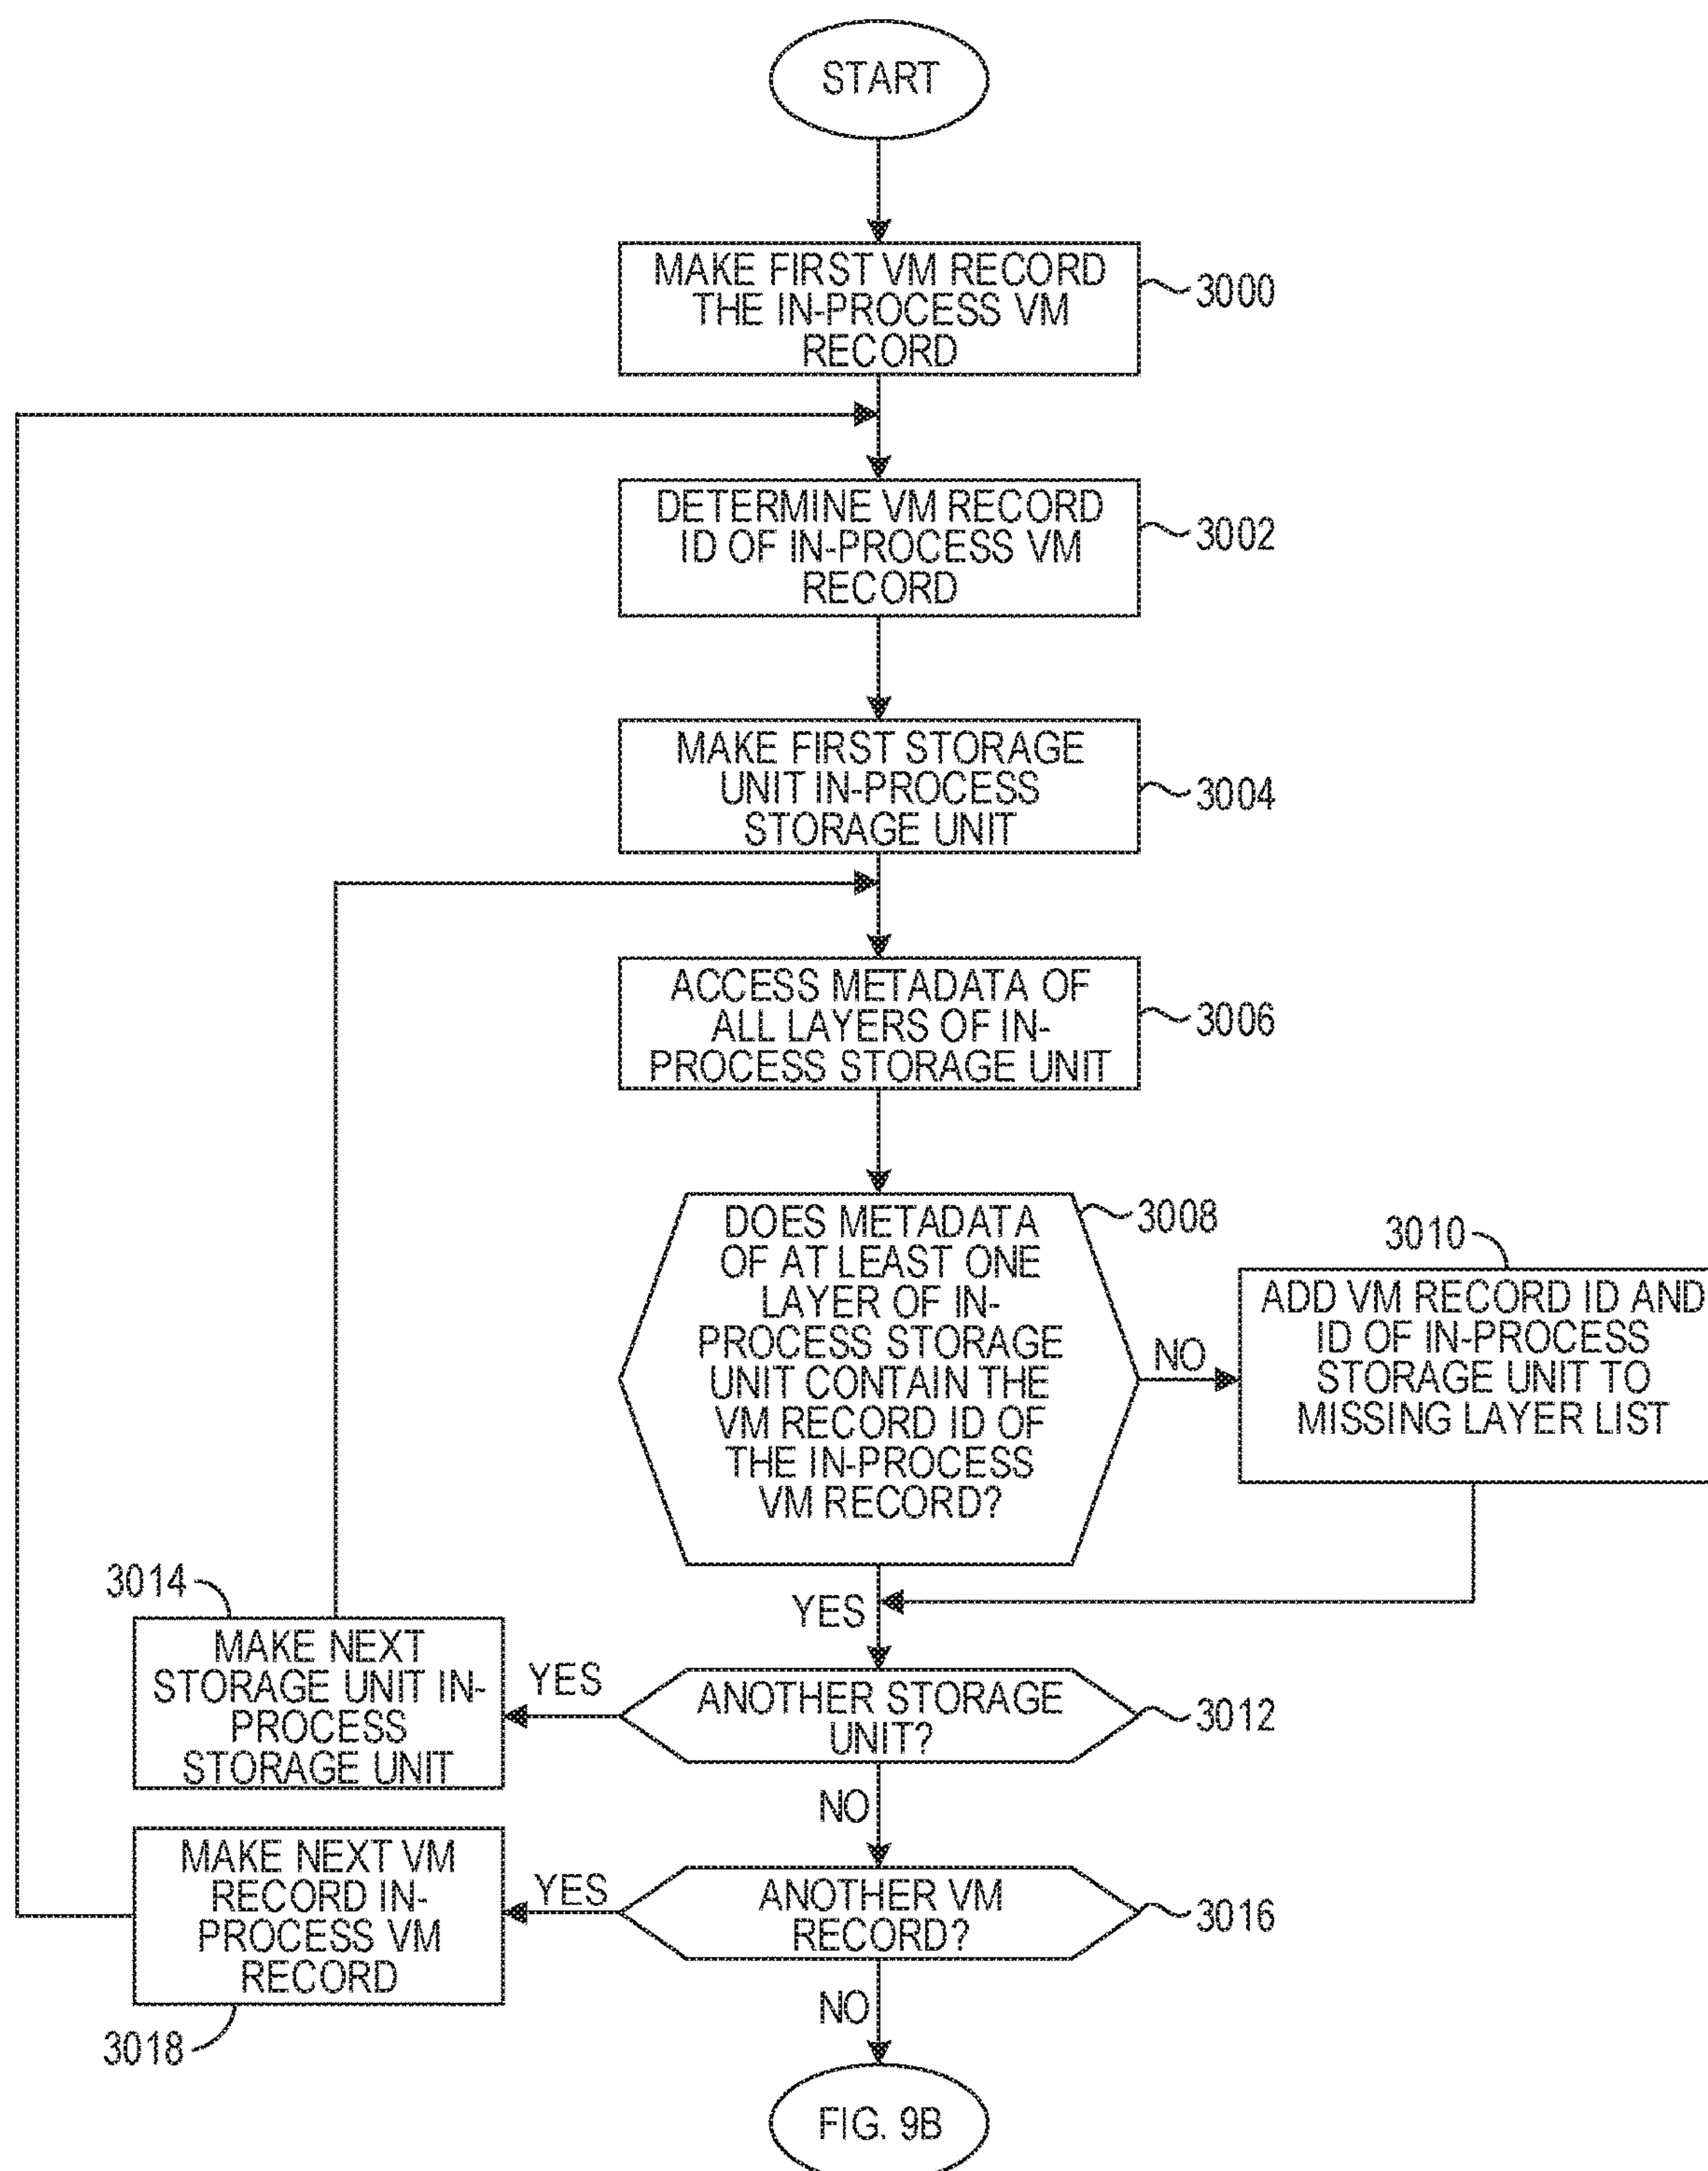 START
MAKE FIRST VM RECORD
THE IN-PROCESS VM
RECORD
3000
DETERMINE VM RECORD
ID OF IN-PROCESS VM
RECORD
3002
MAKE FIRST STORAGE
UNIT IN-PROCESS
STORAGE UNIT
3004
ACCESS METADATA OF
ALL LAYERS OF IN-
PROCESS STORAGE UNIT
3006
DOES METADATA
OF AT LEAST ONE
LAYER OF IN-
PROCESS STORAGE
UNIT CONTAIN THE
VM RECORD ID OF
THE IN-PROCESS
VM RECORD?
3008
NO
3010
ADD VM RECORD ID AND
ID OF IN-PROCESS
STORAGE UNIT TO
MISSING LAYER LIST
YES
ANOTHER STORAGE
UNIT?
3012
YES
3014
MAKE NEXT
STORAGE UNIT IN-
PROCESS
STORAGE UNIT
NO
ANOTHER VM
RECORD?
3016
YES
MAKE NEXT VM
RECORD IN-
PROCESS VM
RECORD
3018
NO
FIG. 9B